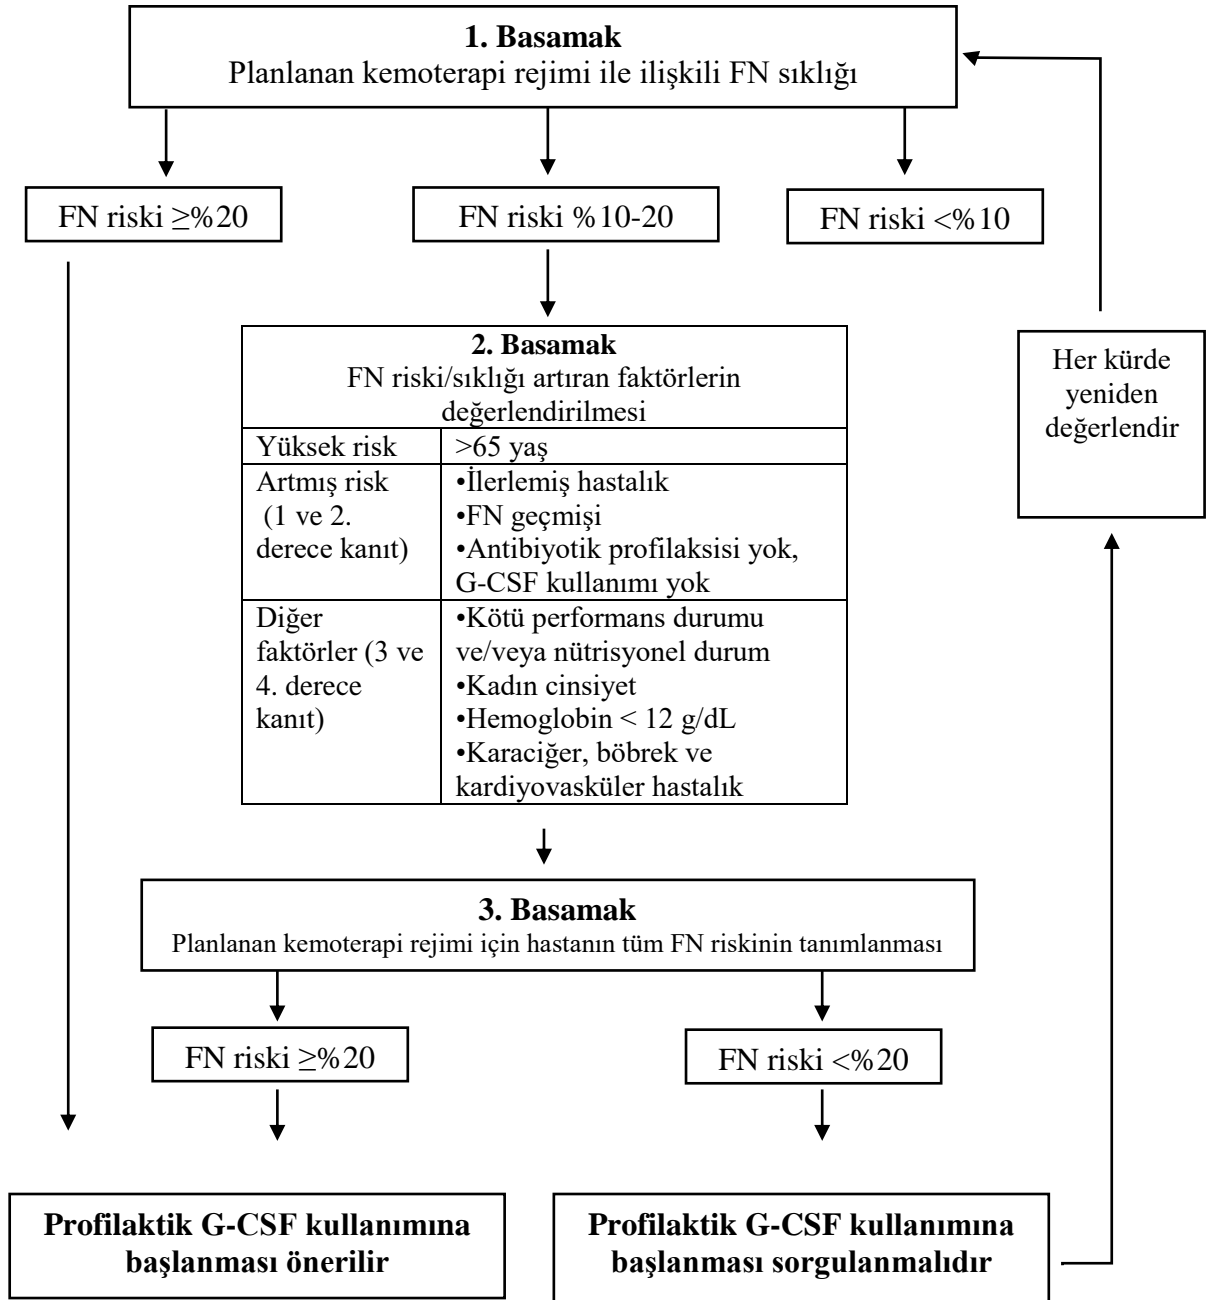 1. Basamak
Planlanan kemoterapi rejimi ile ilişkili FN sıklığı
FN riski ≥%20
FN riski %10-20
FN riski <%10
2. Basamak
FN riski/sıklığı artıran faktörlerin
değerlendirilmesi
Yüksek risk
>65 yaş
Artmış risk
(1 ve 2.
derece kanıt)
•İlerlemiş hastalık
•FN geçmişi
•Antibiyotik profilaksisi yok,
G-CSF kullanımı yok
Diğer
faktörler (3 ve
4. derece
kanıt)
•Kötü performans durumu
ve/veya nütrisyonel durum
•Kadın cinsiyet
•Hemoglobin < 12 g/dL
•Karaciğer, böbrek ve
kardiyovasküler hastalık
Her kürde
yeniden
değerlendir
3. Basamak
Planlanan kemoterapi rejimi için hastanın tüm FN riskinin tanımlanması
FN riski ≥%20
FN riski <%20
Profilaktik G-CSF kullanımına
başlanması önerilir
Profilaktik G-CSF kullanımına
başlanması sorgulanmalıdır